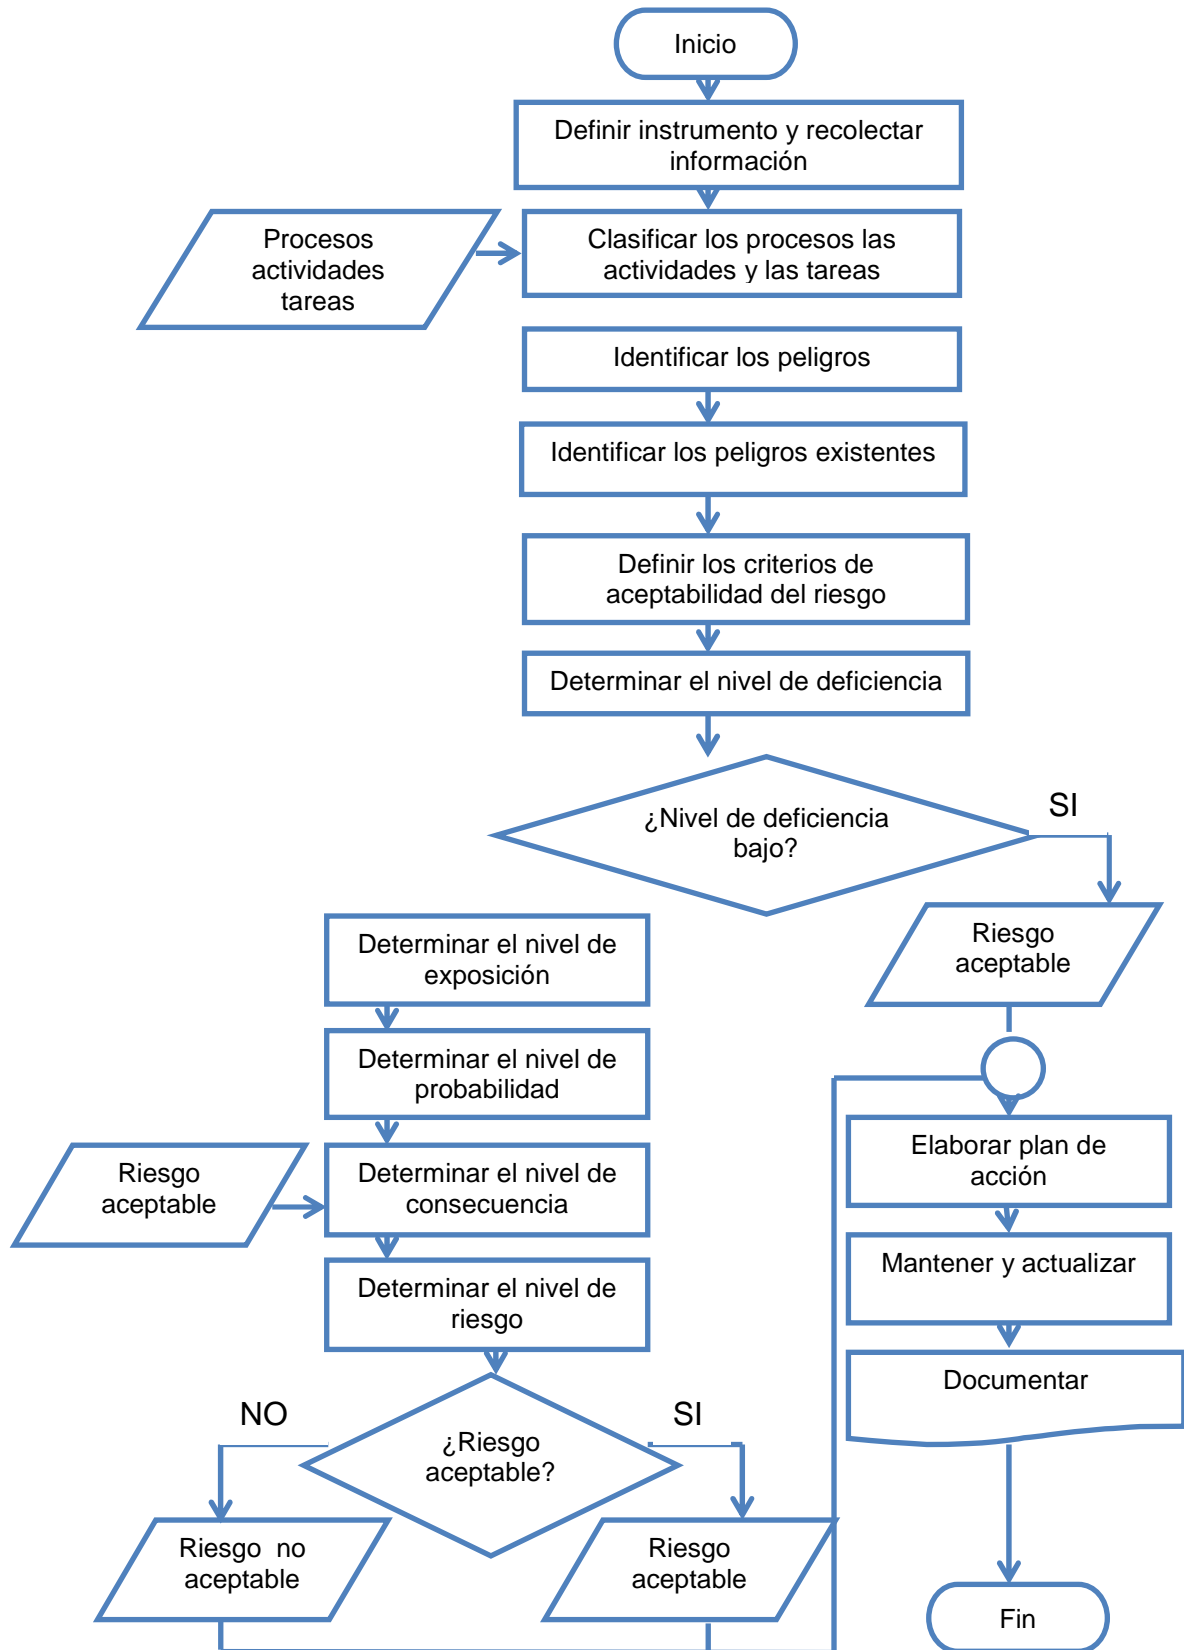 Inicio
Definir instrumento y recolectar
información
Procesos
actividades
tareas
Clasificar los procesos las
actividades y las tareas
Identificar los peligros
Identificar los peligros existentes
Definir los criterios de
aceptabilidad del riesgo
Determinar el nivel de deficiencia
¿Nivel de deficiencia
bajo?
SI
Riesgo
aceptable
Determinar el nivel de
exposición
Determinar el nivel de
probabilidad
Riesgo
aceptable
Determinar el nivel de
consecuencia
Determinar el nivel de
riesgo
¿Riesgo
aceptable?
NO
SI
Riesgo  no
aceptable
Riesgo
aceptable
Elaborar plan de
acción
Mantener y actualizar
Documentar
Fin